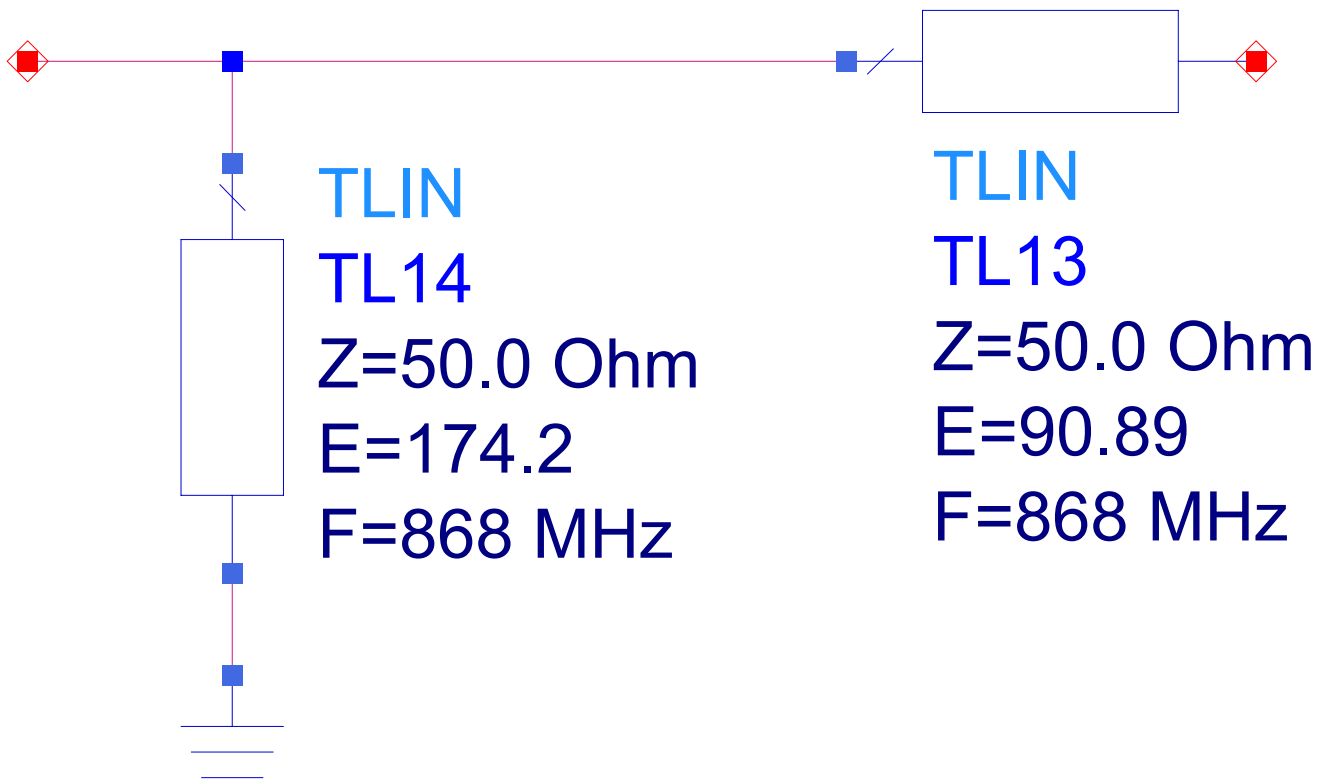 TLIN
TL14
Z=50.0 Ohm
E=174.2
F=868 MHz
TLIN
TL13
Z=50.0 Ohm
E=90.89
F=868 MHz